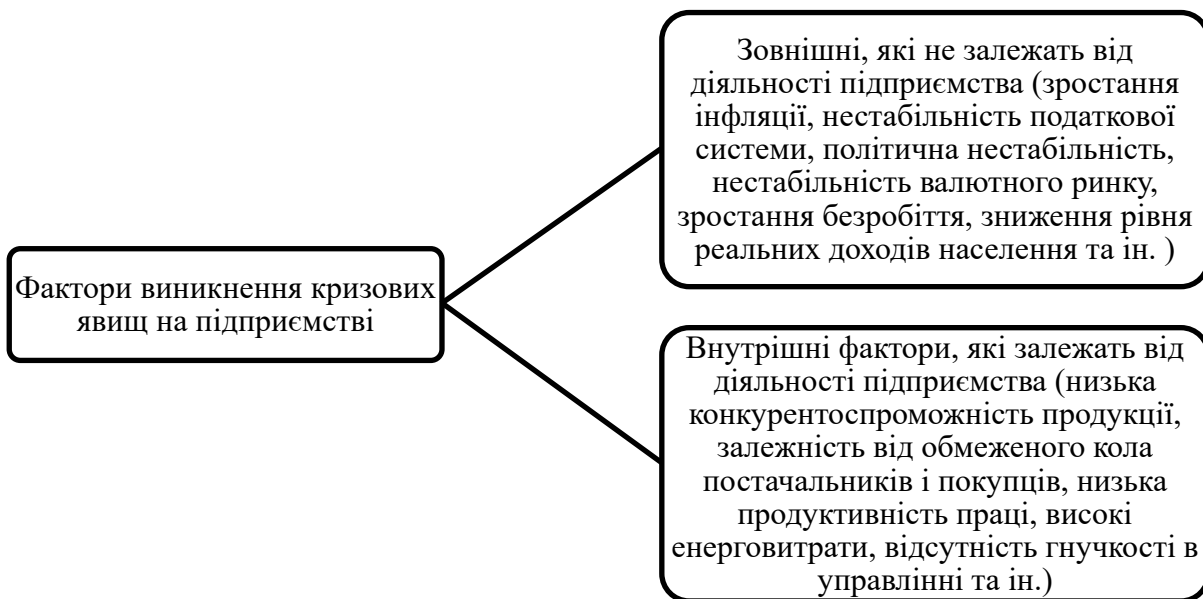 Фактори виникнення кризових
явищ на підприємстві
Зовнішні, які не залежать від
діяльності підприємства (зростання
інфляції, нестабільність податкової
системи, політична нестабільність,
нестабільність валютного ринку,
зростання безробіття, зниження рівня
реальних доходів населення та ін. )
Внутрішні фактори, які залежать від
діяльності підприємства (низька
конкурентоспроможність продукції,
залежність від обмеженого кола
постачальників і покупців, низька
продуктивність праці, високі
енерговитрати, відсутність гнучкості в
управлінні та ін.)